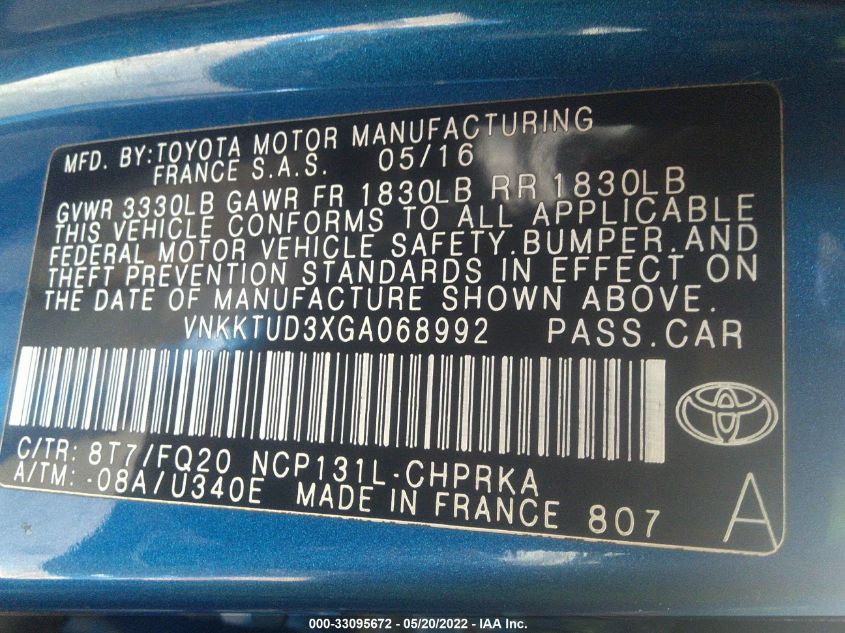 MFD. BY:TOYOTA MOTOR MANUFACTURING
FRANCE S.A.S. 05/16
GVWR 3330LB GAWR FR 1830LB RR 1830LB
THIS VEHICLE CONFORMS TO ALL APPLICABLE
FEDERAL MOTOR VEHICLE SAFETY.BUMPER.AND
THEFT PREVENTION STANDARDS IN EFFECT ON
THE DATE OF MANUFACTURE SHOWN ABOVE.
VNKKTUD3XGA068992 PASS.CAR
C/TR: 8T7/FQ20 NCP131L-CHPRKA
A/TM: -08A/U340E MADE IN FRANCE 807 A
000-33095672 - 05/20/2022 - IAA Inc.